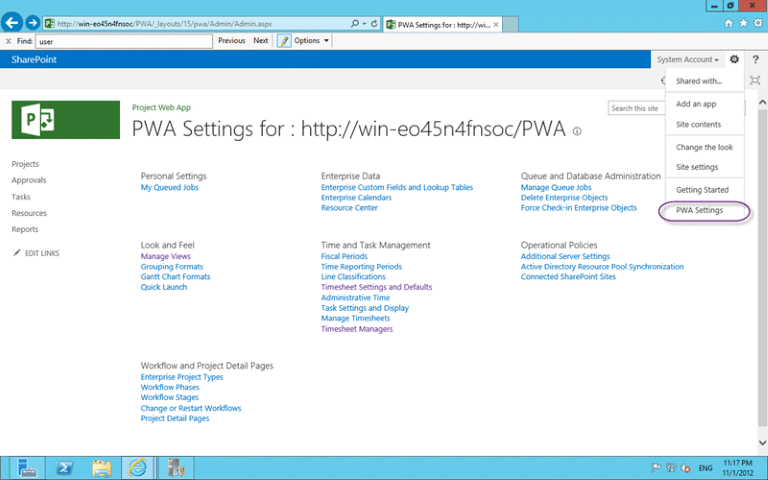 http://win-eo45n4fnsoc/PWA/_layouts/15/pwa/Admin/Admin.aspx
PWA Settings for : http://wi...
x Find: user Previous Next Options
SharePoint
System Account
?
Shared with...
Add an app
Site contents
Change the look
Site settings
Getting Started
PWA Settings
P
Project Web App
PWA Settings for : http://win-eo45n4fnsoc/PWA
Search this site
Projects
Approvals
Tasks
Resources
Reports
EDIT LINKS
Personal Settings
My Queued Jobs
Enterprise Data
Enterprise Custom Fields and Lookup Tables
Enterprise Calendars
Resource Center
Queue and Database Administration
Manage Queue Jobs
Delete Enterprise Objects
Force Check-in Enterprise Objects
Look and Feel
Manage Views
Grouping Formats
Gantt Chart Formats
Quick Launch
Time and Task Management
Fiscal Periods
Time Reporting Periods
Line Classifications
Timesheet Settings and Defaults
Administrative Time
Task Settings and Display
Manage Timesheets
Timesheet Managers
Operational Policies
Additional Server Settings
Active Directory Resource Pool Synchronization
Connected SharePoint Sites
Workflow and Project Detail Pages
Enterprise Project Types
Workflow Phases
Workflow Stages
Change or Restart Workflows
Project Detail Pages
ENG
11:17 PM
11/1/2012